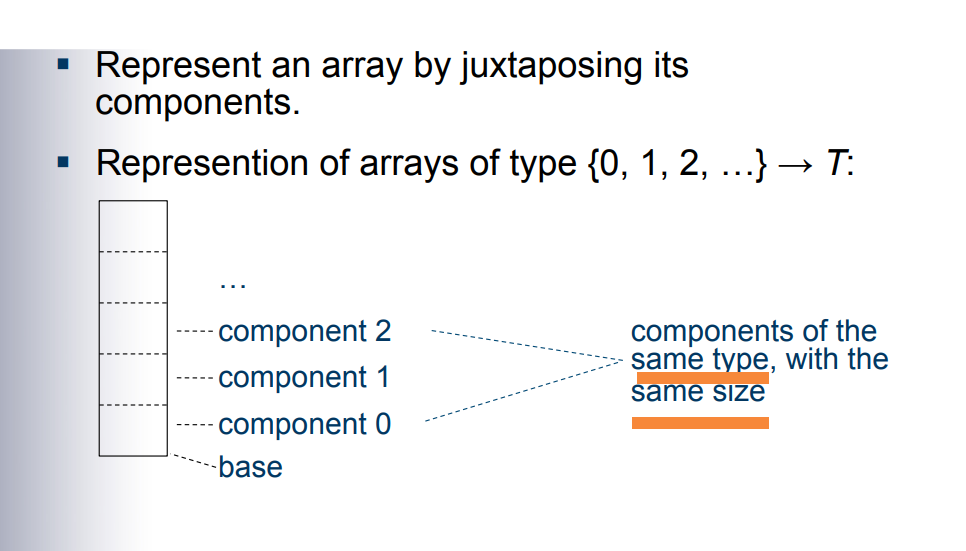 ▪ Represent an array by juxtaposing its
components.
▪ Represention of arrays of type {0, 1, 2, …} → T:
…
component 2
component 1
component 0
base
components of the
same type, with the
same size